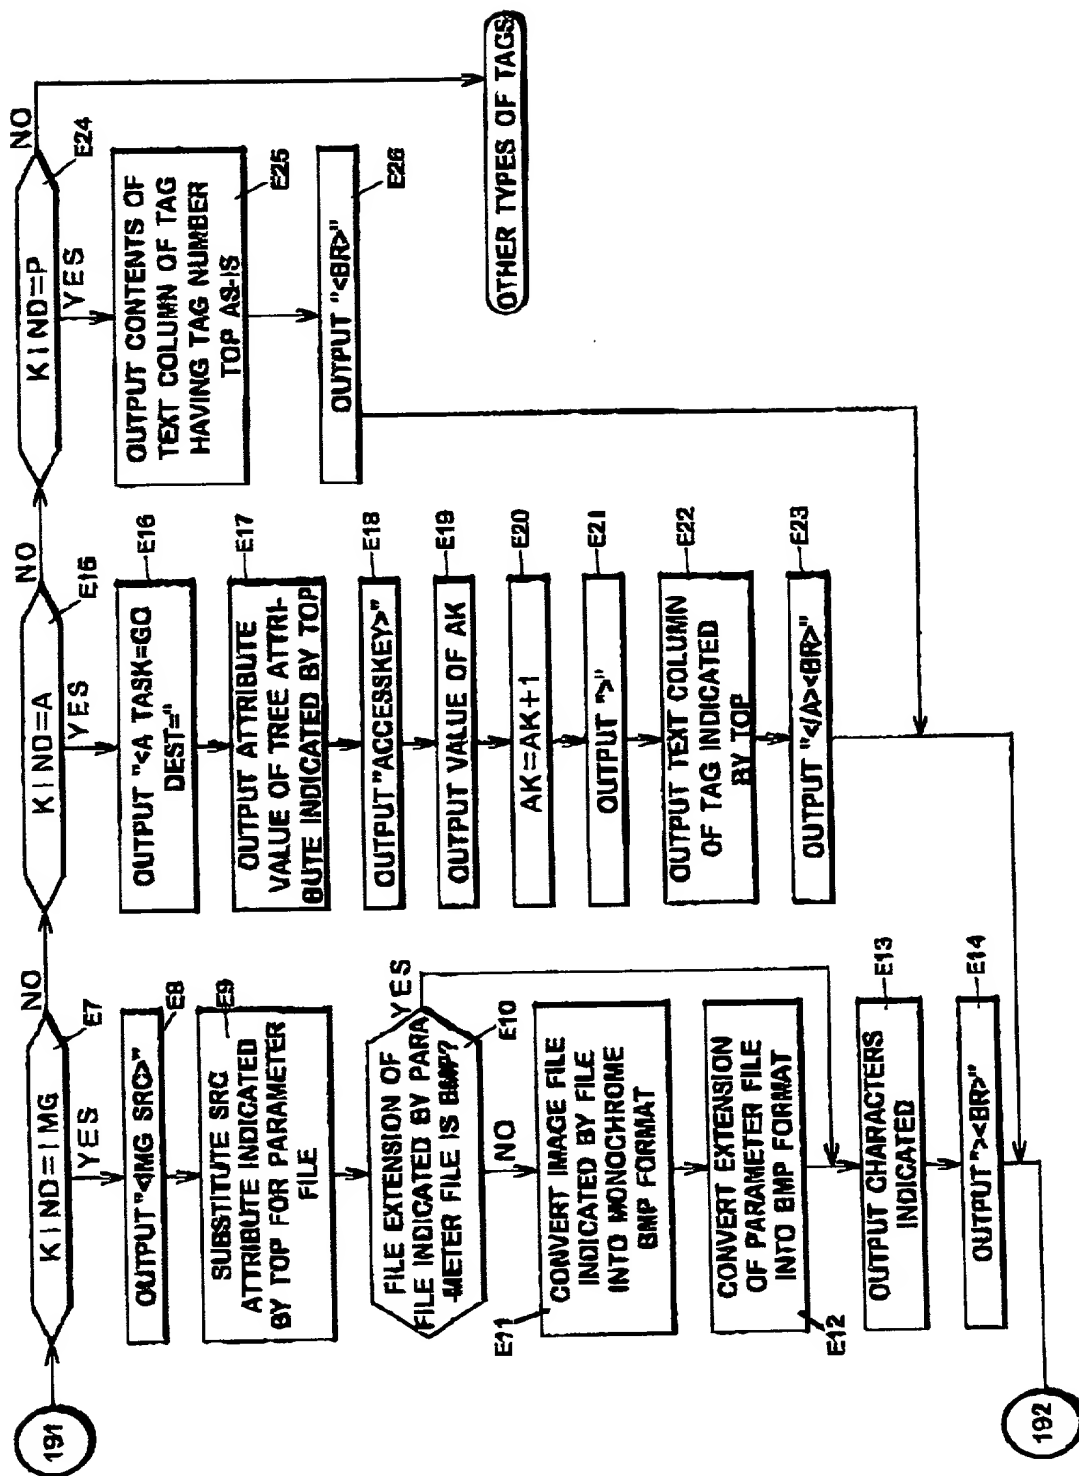 191
KIND=IMG
NO
E7
YES
OUTPUT"<IMG SRC>"
E8
SUBSTITUTE SRC
ATTRIBUTE INDICATED
BY TOP FOR PARAMETER
FILE
E9
FILE EXTENSION OF
FILE INDICATED BY PARA
-METER FILE IS BMP?
YES
E10
NO
CONVERT IMAGE FILE
INDICATED BY FILE
INTO MONOCHROME
BMP FORMAT
E11
CONVERT EXTENSION
OF PARAMETER FILE
INTO BMP FORMAT
E12
OUTPUT CHARACTERS
INDICATED
E13
OUTPUT"><BR>"
E14
192
KIND=A
NO
E15
YES
OUTPUT "<A TASK=GO
DEST="
E16
OUTPUT ATTRIBUTE
VALUE OF TREE ATTRI-
BUTE INDICATED BY TOP
E17
OUTPUT"ACCESSKEY>"
E18
OUTPUT VALUE OF AK
E19
AK=AK+1
E20
OUTPUT ">"
E21
OUTPUT TEXT COLUMN
OF TAG INDICATED
BY TOP
E22
OUTPUT "</A><BR>"
E23
KIND=P
NO
E24
YES
OUTPUT CONTENTS OF
TEXT COLUMN OF TAG
HAVING TAG NUMBER
TOP AS-IS
E25
OUTPUT "<BR>"
E26
OTHER TYPES OF TAGS